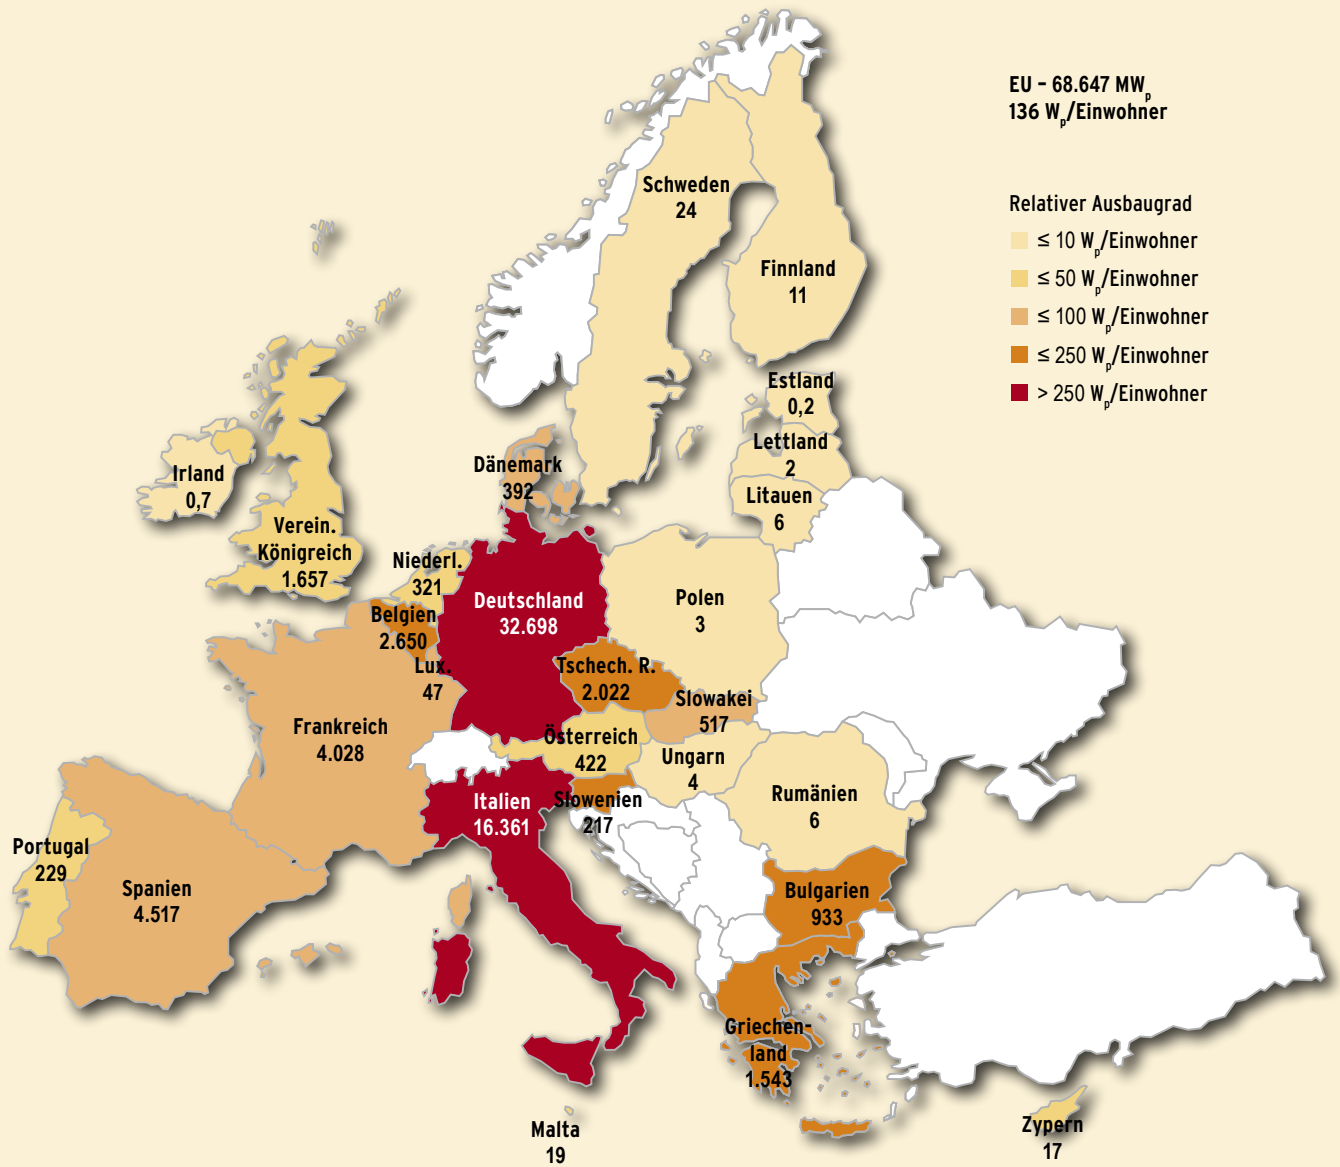 EU – 68.647 MWp
136 Wp/Einwohner
Relativer Ausbaugrad
≤ 10 Wp/Einwohner
≤ 50 Wp/Einwohner
≤ 100 Wp/Einwohner
≤ 250 Wp/Einwohner
> 250 Wp/Einwohner
Schweden
24
Finnland
11
Estland
0,2
Lettland
2
Litauen
6
Dänemark
392
Irland
0,7
Verein.
Königreich
1.657
Niederl.
321
Belgien
2.650
Lux.
47
Deutschland
32.698
Polen
3
Tschech. R.
2.022
Slowakei
517
Frankreich
4.028
Österreich
422
Ungarn
4
Italien
16.361
Slowenien
217
Rumänien
6
Portugal
229
Spanien
4.517
Bulgarien
933
Griechen-
land
1.543
Malta
19
Zypern
17